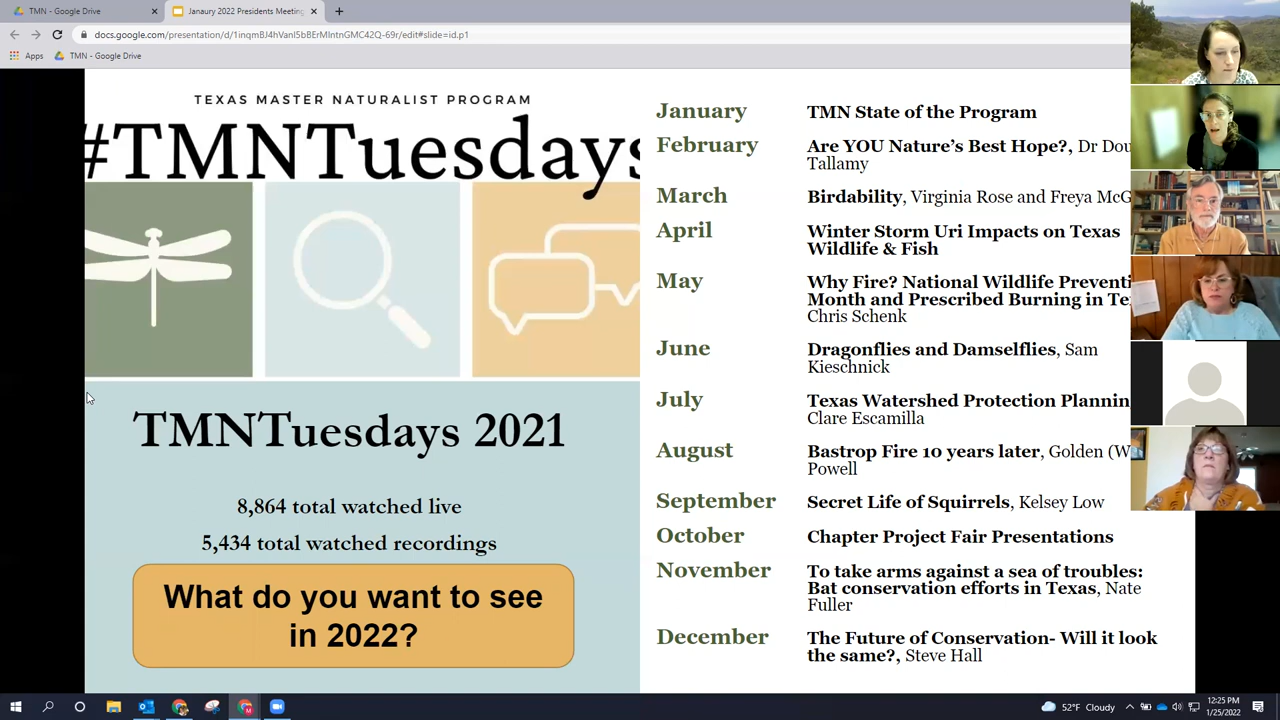 TMN - Google Drive
Janaury 2022 Presidents Meeting
docs.google.com/presentation/d/1inqmBJ4hVanI5bBErMIntnGMC42Q-69r/edit#slide=id.p1
Apps
TMN - Google Drive
TEXAS MASTER NATURALIST PROGRAM
#TMNTuesdays
TMNTuesdays 2021
8,864 total watched live
5,434 total watched recordings
What do you want to see
in 2022?
January TMN State of the Program
February Are YOU Nature's Best Hope?, Dr
Tallamy
March Birdability, Virginia Rose and Freya
April Winter Storm Uri Impacts on Texas
Wildlife & Fish
May Why Fire? National Wildlife
Month and Prescribed Burning in
Chris Schenk
June Dragonflies and Damselflies, Sam
Kieschnick
July Texas Watershed Protection
Clare Escamilla
August Bastrop Fire 10 years later, Golden
Powell
September Secret Life of Squirrels, Kelsey Low
October Chapter Project Fair Presentations
November To take arms against a sea of troubles:
Bat conservation efforts in Texas, Nate
Fuller
December The Future of Conservation- Will it look
the same?, Steve Hall
52°F Cloudy
12:25 PM
1/25/2022